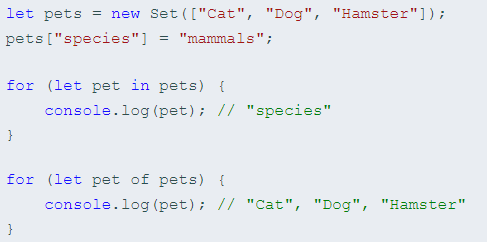 let pets = new Set(["Cat", "Dog", "Hamster"]);
pets["species"] = "mammals";

for (let pet in pets) {
    console.log(pet); // "species"
}

for (let pet of pets) {
    console.log(pet); // "Cat", "Dog", "Hamster"
}